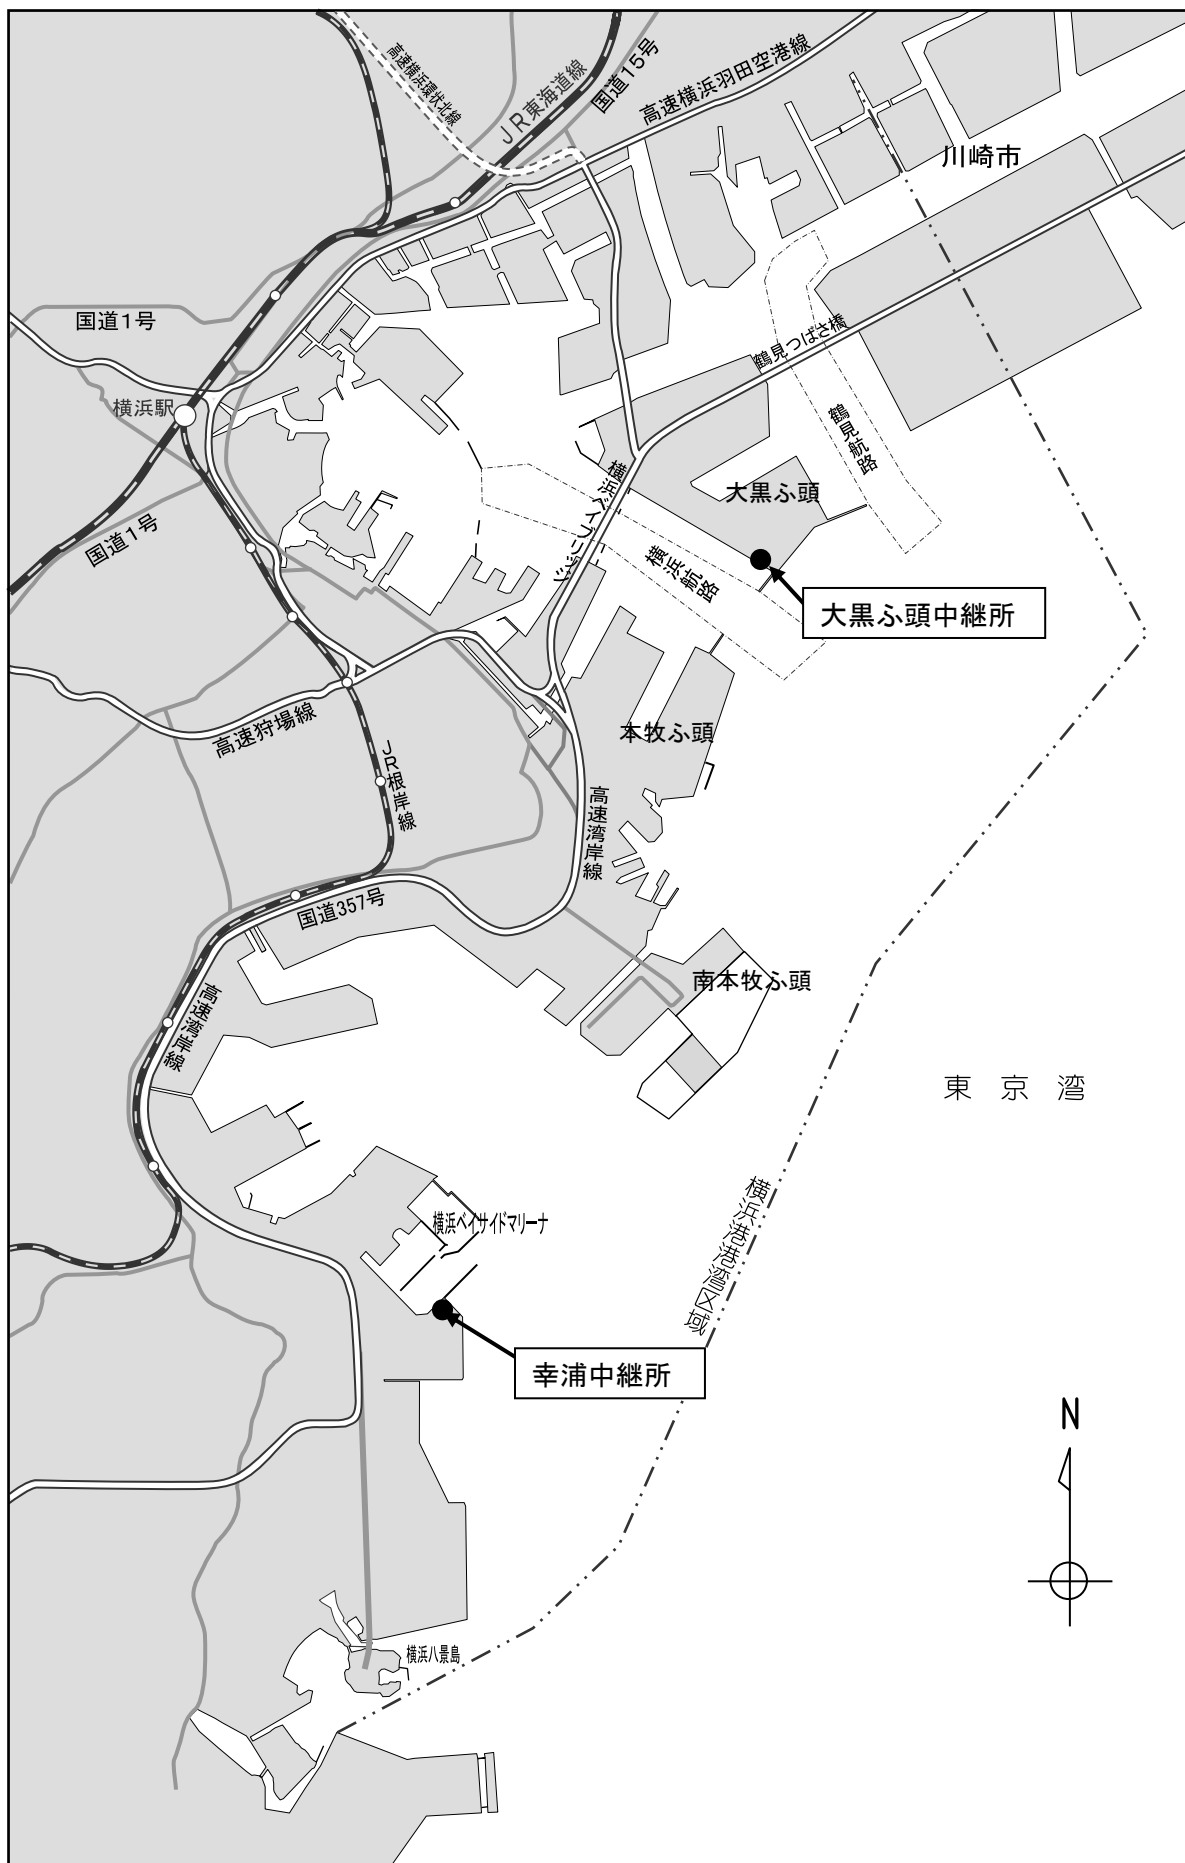 高速横浜環状北線
JR東海道線
国道15号
高速横浜羽田空港線
川崎市
国道1号
鶴見つばさ橋
横浜駅
鶴見航路
横浜ベイブリッジ
大黒ふ頭
国道1号
横浜航路
大黒ふ頭中継所
高速狩場線
本牧ふ頭
JR根岸線
高速湾岸線
国道357号
南本牧ふ頭
高速湾岸線
東京湾
横浜港港湾区域
横浜ベイサイドマリーナ
幸浦中継所
N
横浜八景島